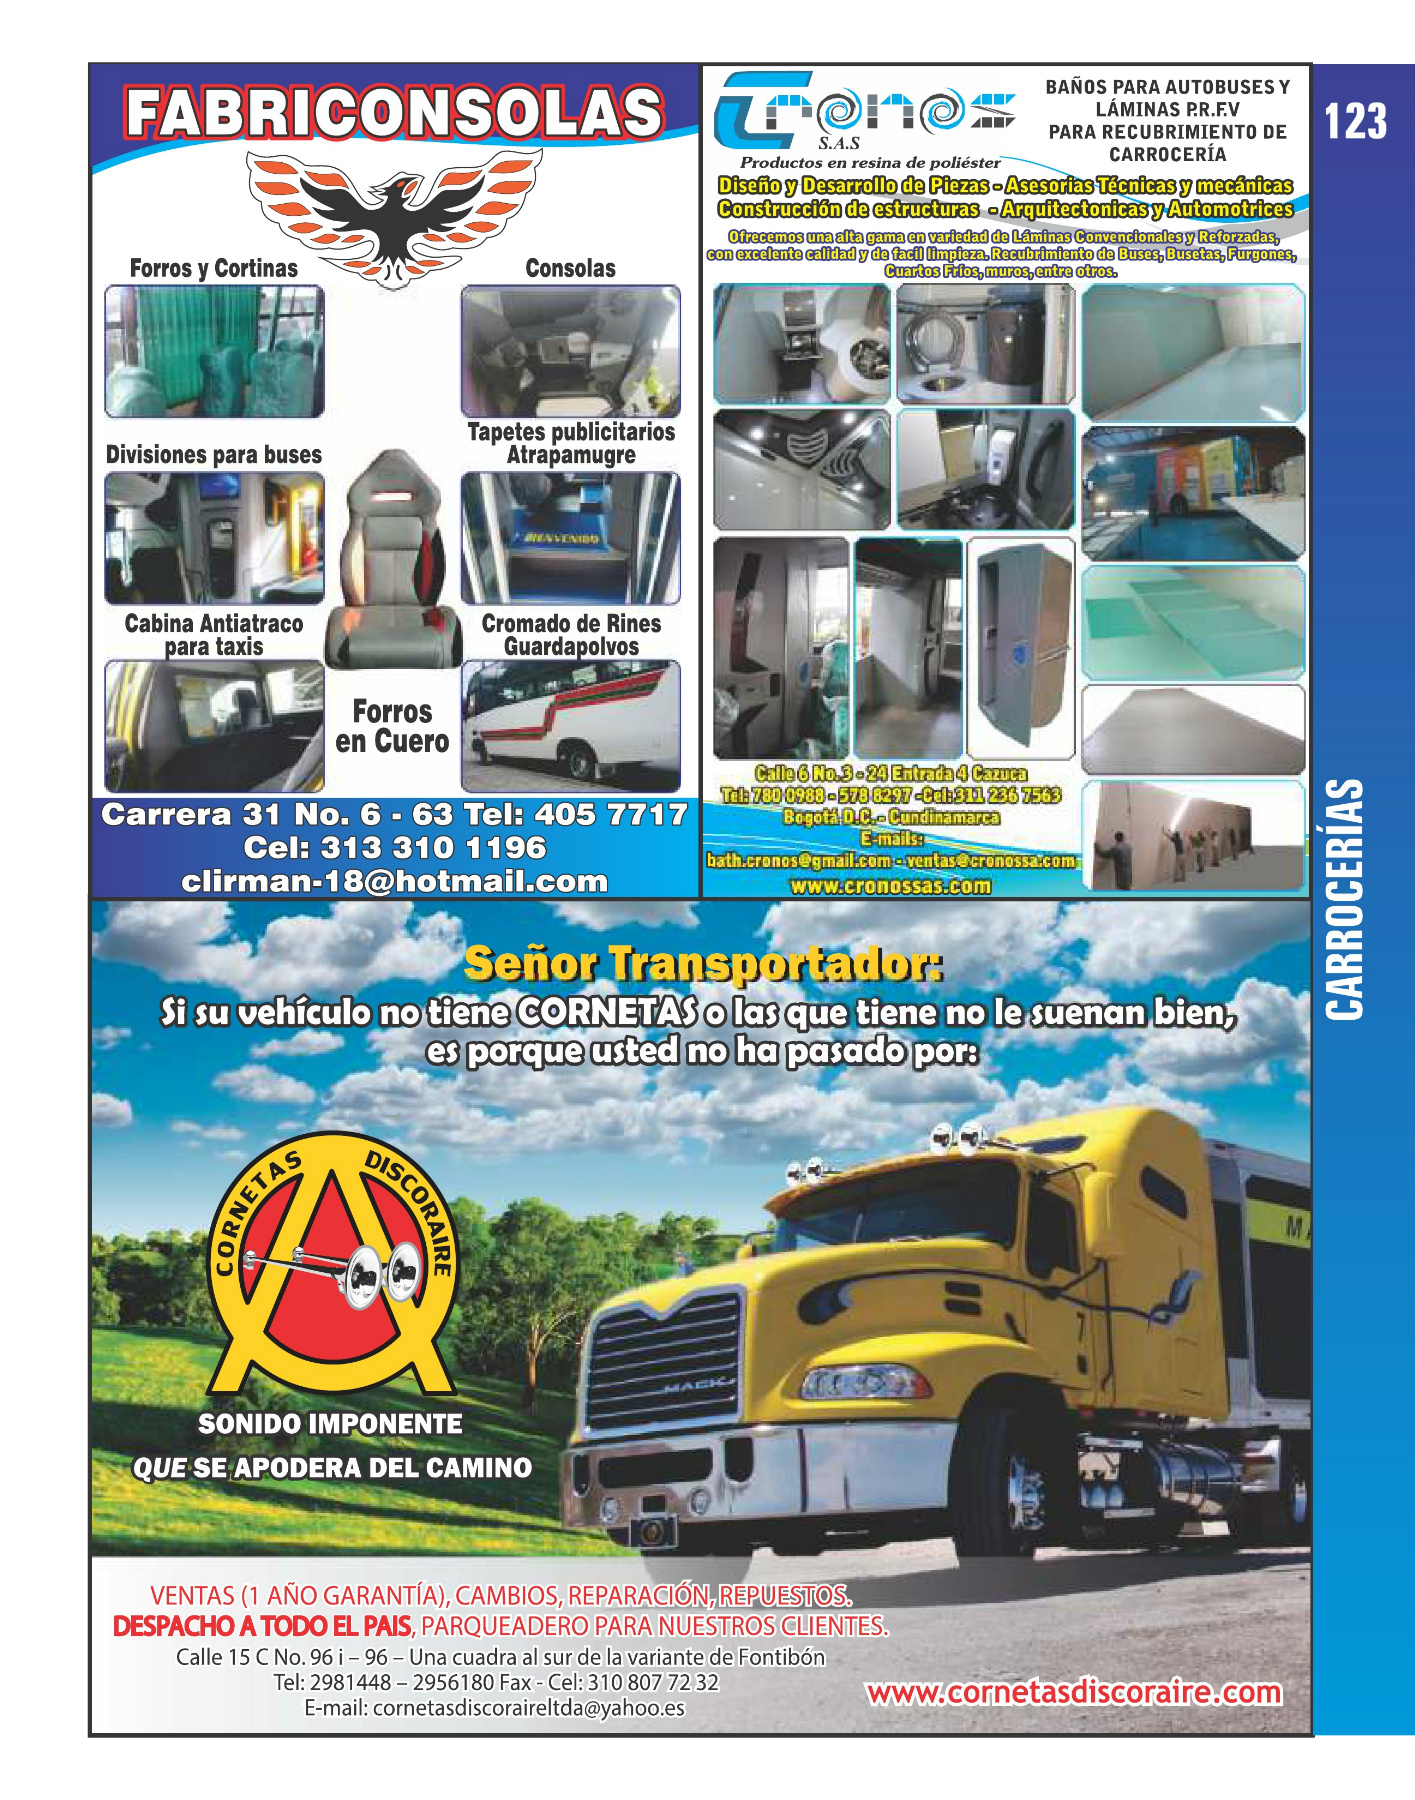 FABRICONSOLAS
Forros y Cortinas
Consolas
Divisiones para buses
Tapetes publicitarios
Atrapamugre
BIENVENIDO
Cabina Antiatraco
para taxis
Cromado de Rines
Guardapolvos
Forros
en Cuero
Carrera 31 No. 6 - 63 Tel: 405 7717
Cel: 313 310 1196
clirman-18@hotmail.com
Cronos
S.A.S
Productos en resina de poliéster
BAÑOS PARA AUTOBUSES Y
LÁMINAS P.R.F.V
PARA RECUBRIMIENTO DE
CARROCERÍA
Diseño y Desarrollo de Piezas - Asesorias Técnicas y mecánicas
Construcción de estructuras - Arquitectonicas y Automotrices
Ofrecemos una alta gama en variedad de Láminas Convencionales y Reforzadas,
con excelente calidad y de facil limpieza. Recubrimiento de Buses, Busetas, Furgones,
Cuartos Fríos, muros, entre otros.
Calle 6 No. 3 - 24 Entrada 4 Cazuca
Tel: 780 0988 - 578 8297 -Cel:311 236 7563
Bogotá D.C. - Cundinamarca
E-mails:
bath.cronos@gmail.com - ventas@cronossa.com
www.cronossas.com
123
CARROCERÍAS
Señor Transportador:
Si su vehículo no tiene CORNETAS o las que tiene no le suenan bien,
es porque usted no ha pasado por:
CORNETAS DISCORAIRE
MACK
MA
SONIDO IMPONENTE
QUE SE APODERA DEL CAMINO
VENTAS (1 AÑO GARANTÍA), CAMBIOS, REPARACIÓN, REPUESTOS.
DESPACHO A TODO EL PAIS, PARQUEADERO PARA NUESTROS CLIENTES.
Calle 15 C No. 96 i – 96 – Una cuadra al sur de la variante de Fontibón
Tel: 2981448 – 2956180 Fax - Cel: 310 807 72 32
E-mail: cornetasdiscoraireltda@yahoo.es
www.cornetasdiscoraire.com